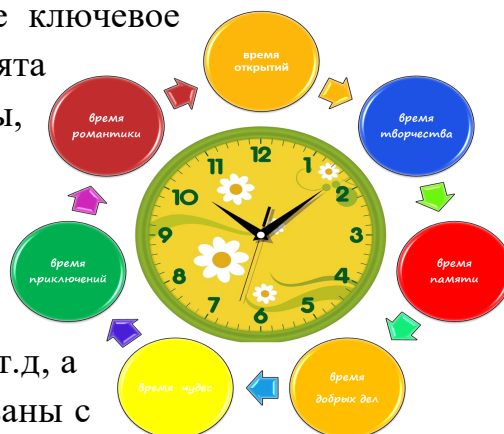 е ключевое
ята
ы,
время
открытий
время
творчества
время
памяти
время
добрых дел
время чудес
время
приключений
время
романтики
12
1
2
3
4
5
6
7
8
9
10
11
т.д, а
ваны с